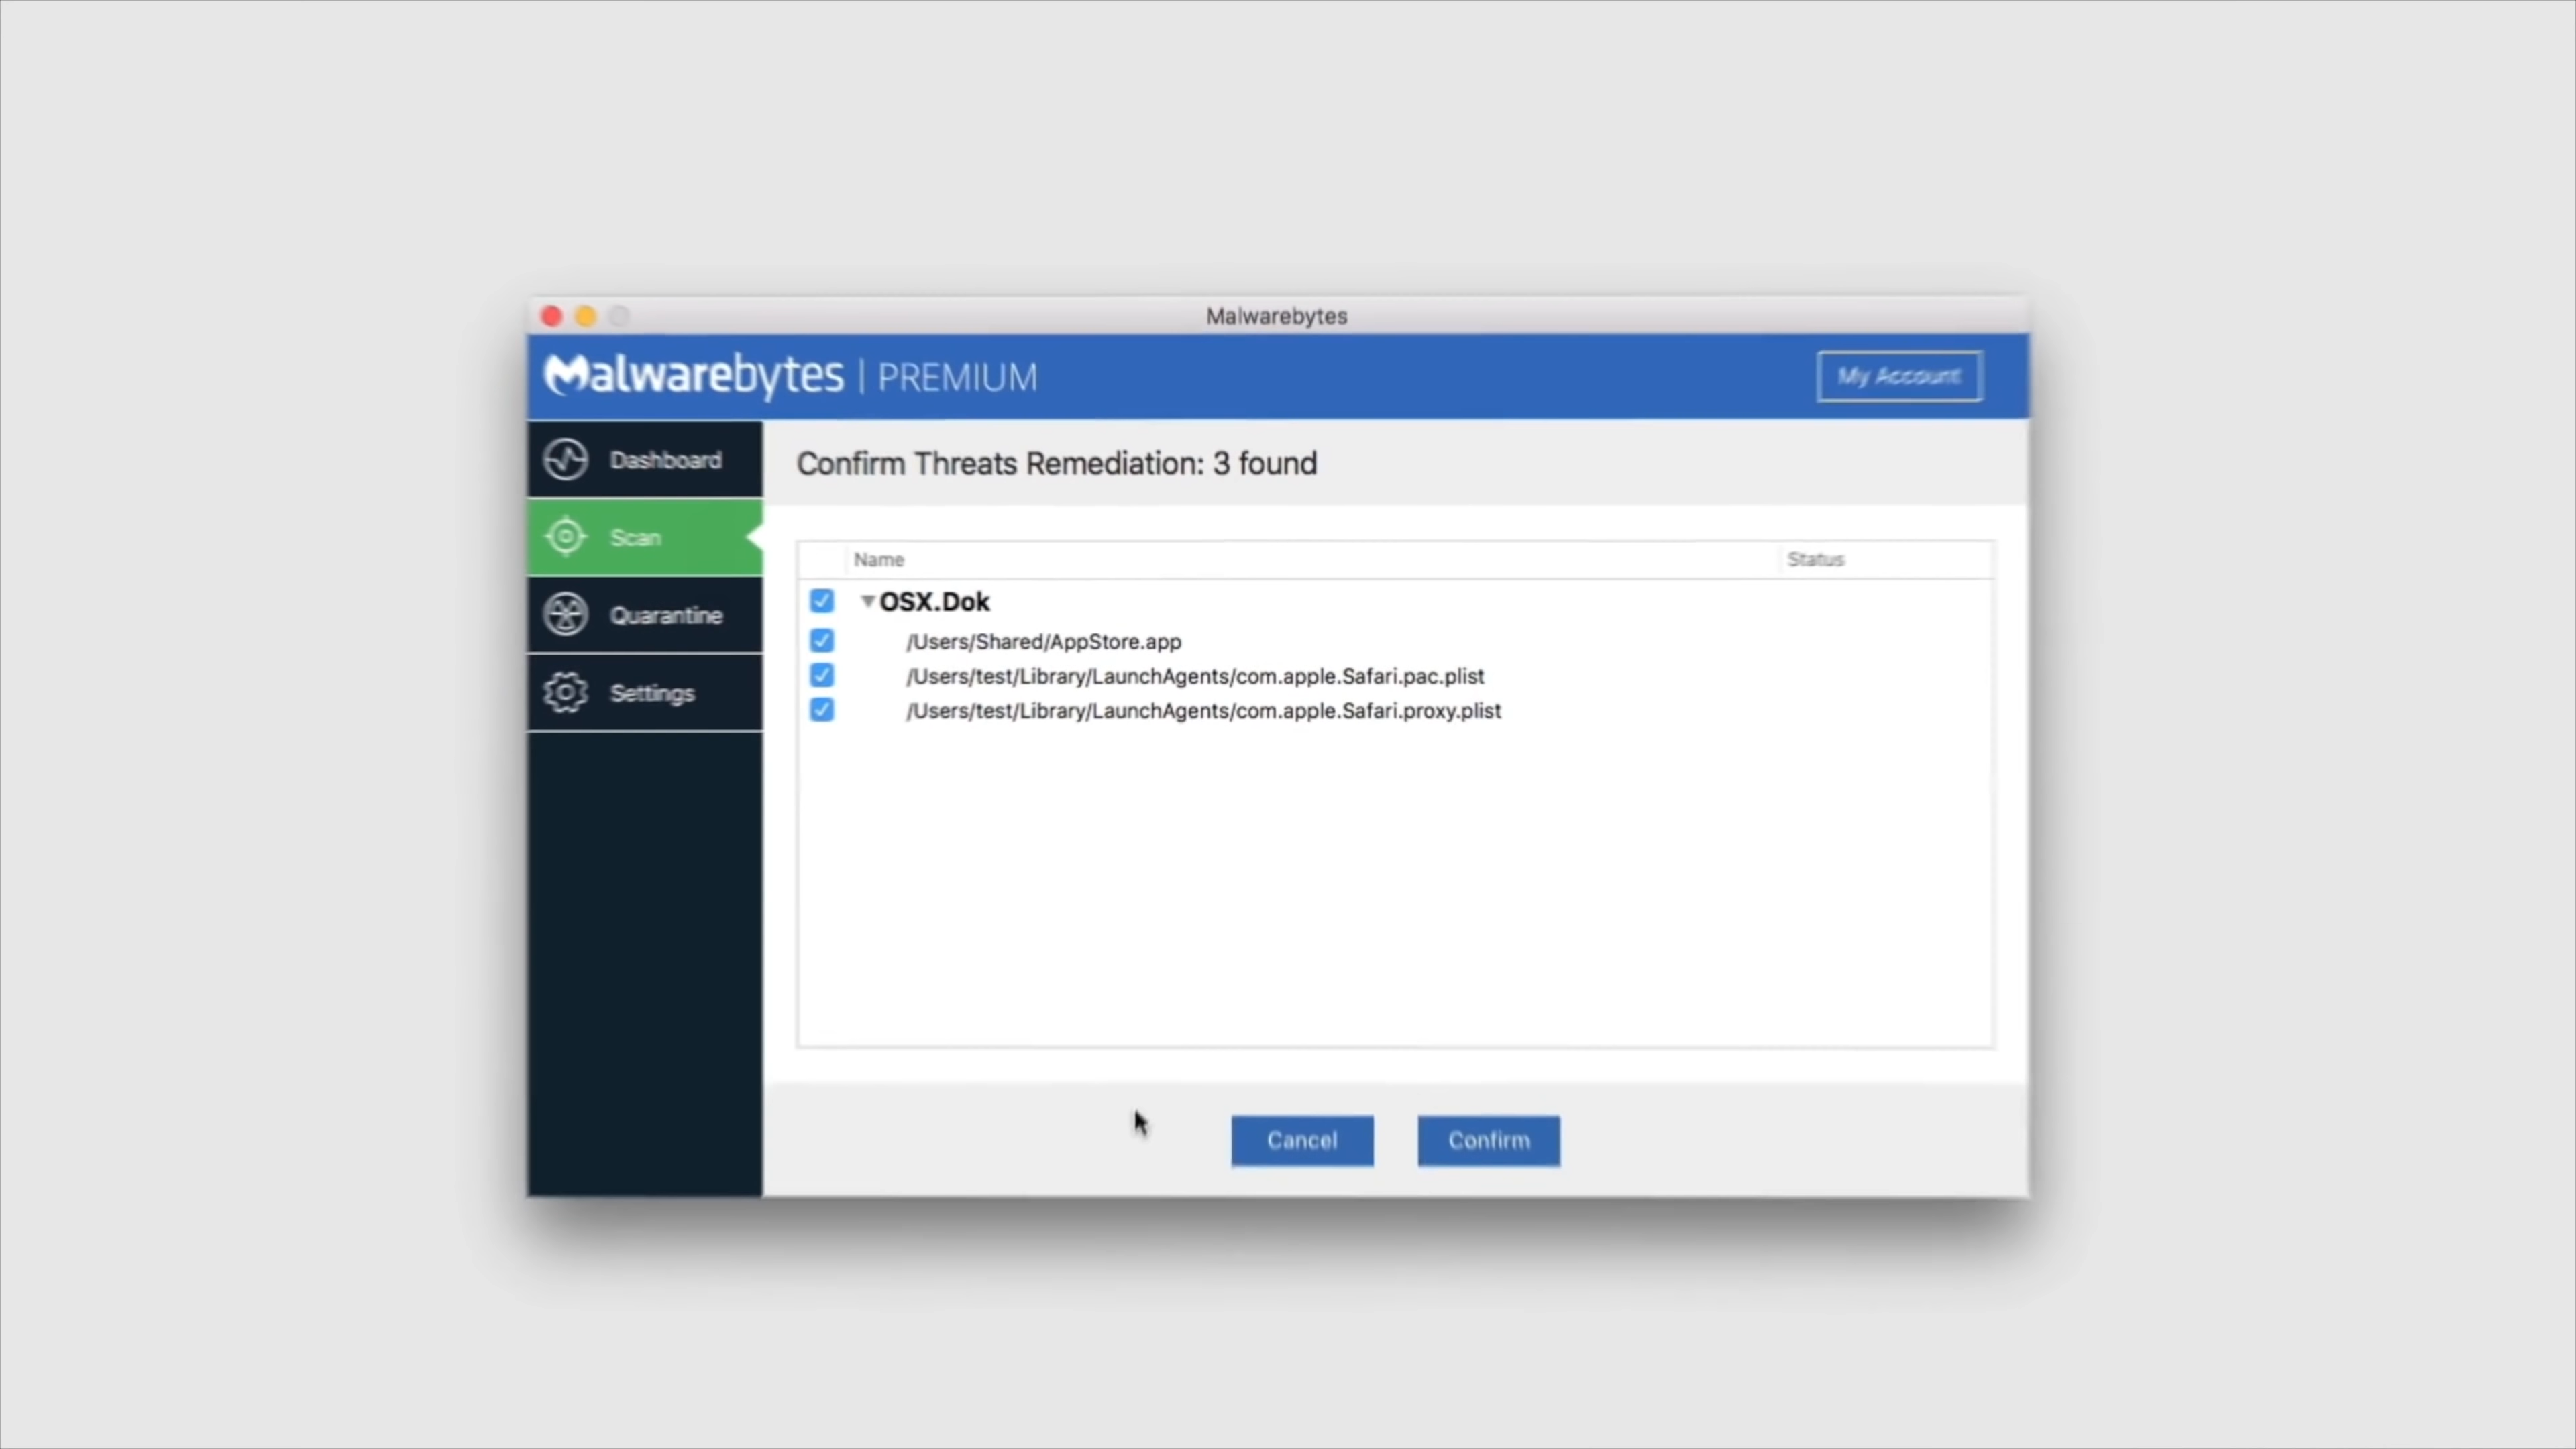 Malwarebytes
Malwarebytes | PREMIUM
My Account
Dashboard
Scan
Quarantine
Settings
Confirm Threats Remediation: 3 found
Name
Status
OSX.Dok
/Users/Shared/AppStore.app
/Users/test/Library/LaunchAgents/com.apple.Safari.pac.plist
/Users/test/Library/LaunchAgents/com.apple.Safari.proxy.plist
Cancel
Confirm